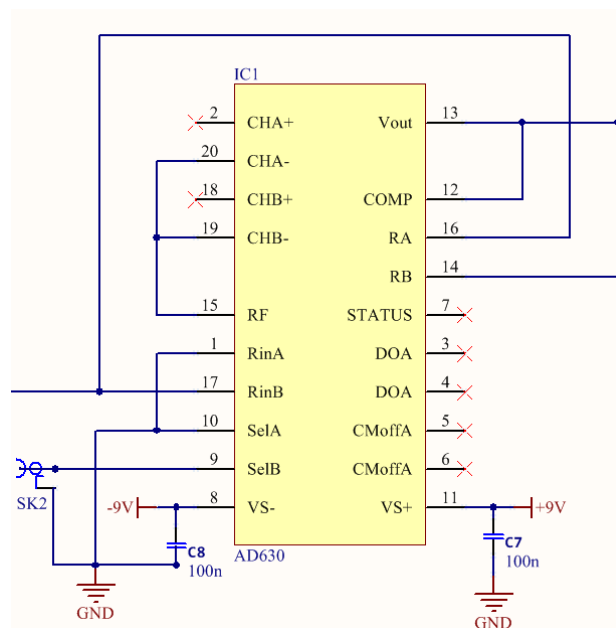 IC1
2 CHA+ Vout 13
20 CHA-
18 CHB+ COMP 12
19 CHB- RA 16
RB 14
15 RF STATUS 7
1 RinA DOA 3
17 RinB DOA 4
10 SelA CMoffA 5
9 SelB CMoffA 6
SK2
-9V 8 VS- VS+ 11 +9V
C8
100n
AD630
C7
100n
GND
GND